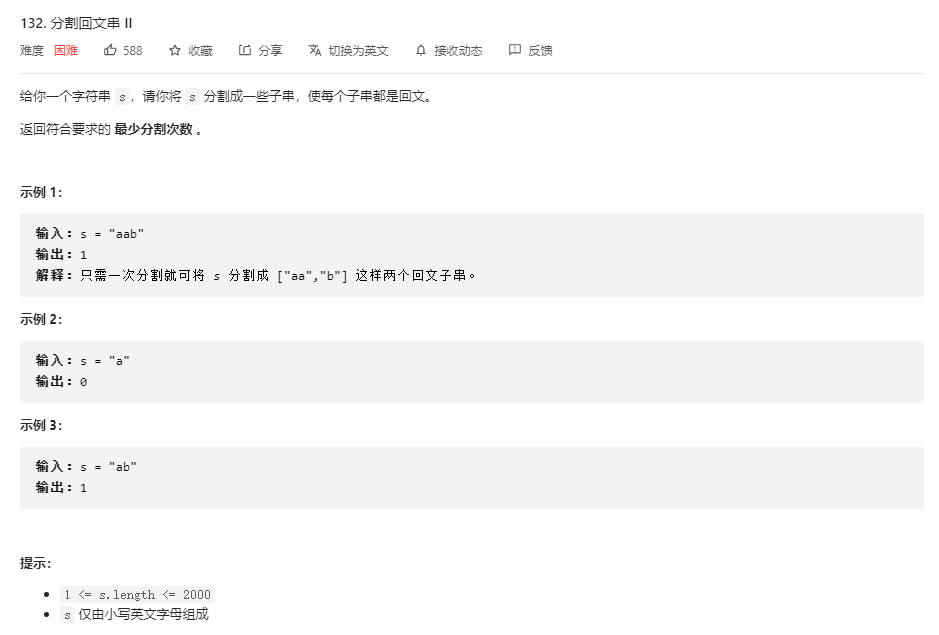 132. 分割回文串 II
难度 困难 588 收藏 分享 切换为英文 接收动态 反馈
给你一个字符串 s，请你将 s 分割成一些子串，使每个子串都是回文。
返回符合要求的 最少分割次数 。
示例 1：
输入：s = "aab"
输出：1
解释：只需一次分割就可将 s 分割成 ["aa","b"] 这样两个回文子串。
示例 2：
输入：s = "a"
输出：0
示例 3：
输入：s = "ab"
输出：1
提示：
1 <= s.length <= 2000
s 仅由小写英文字母组成